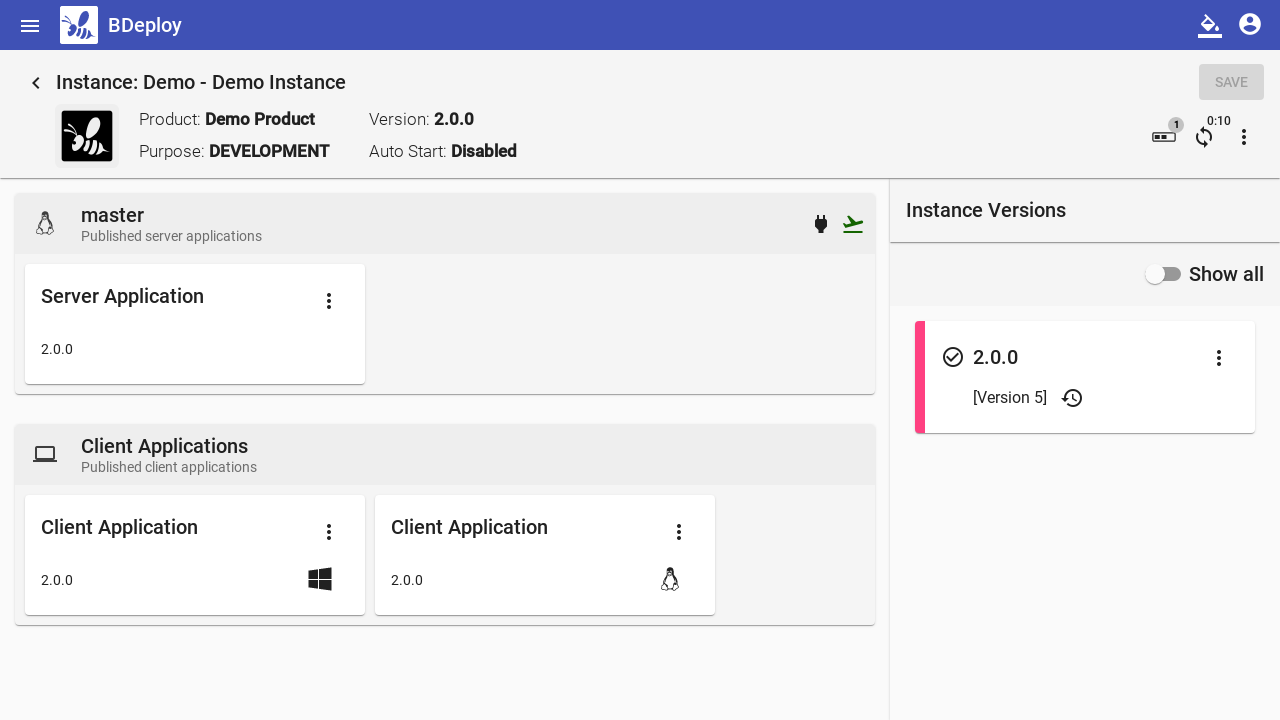 BDeploy
Instance: Demo - Demo Instance
SAVE
Product: Demo Product
Version: 2.0.0
Purpose: DEVELOPMENT
Auto Start: Disabled
1
0:10
master
Published server applications
Server Application
2.0.0
Client Applications
Published client applications
Client Application
2.0.0
Client Application
2.0.0
Instance Versions
Show all
2.0.0
[Version 5]